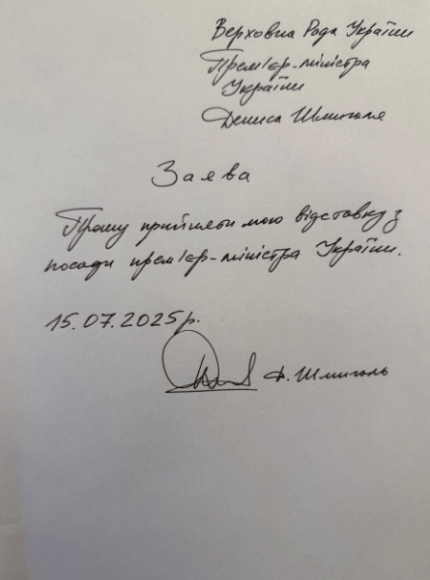 Верховна Рада України
Прем'єр-міністра
України
Дениса Шмигаля
Заява
Прошу прийняти мою відставку з
посади прем'єр-міністра України.
15.07.2025р.
Д. Шмигаль